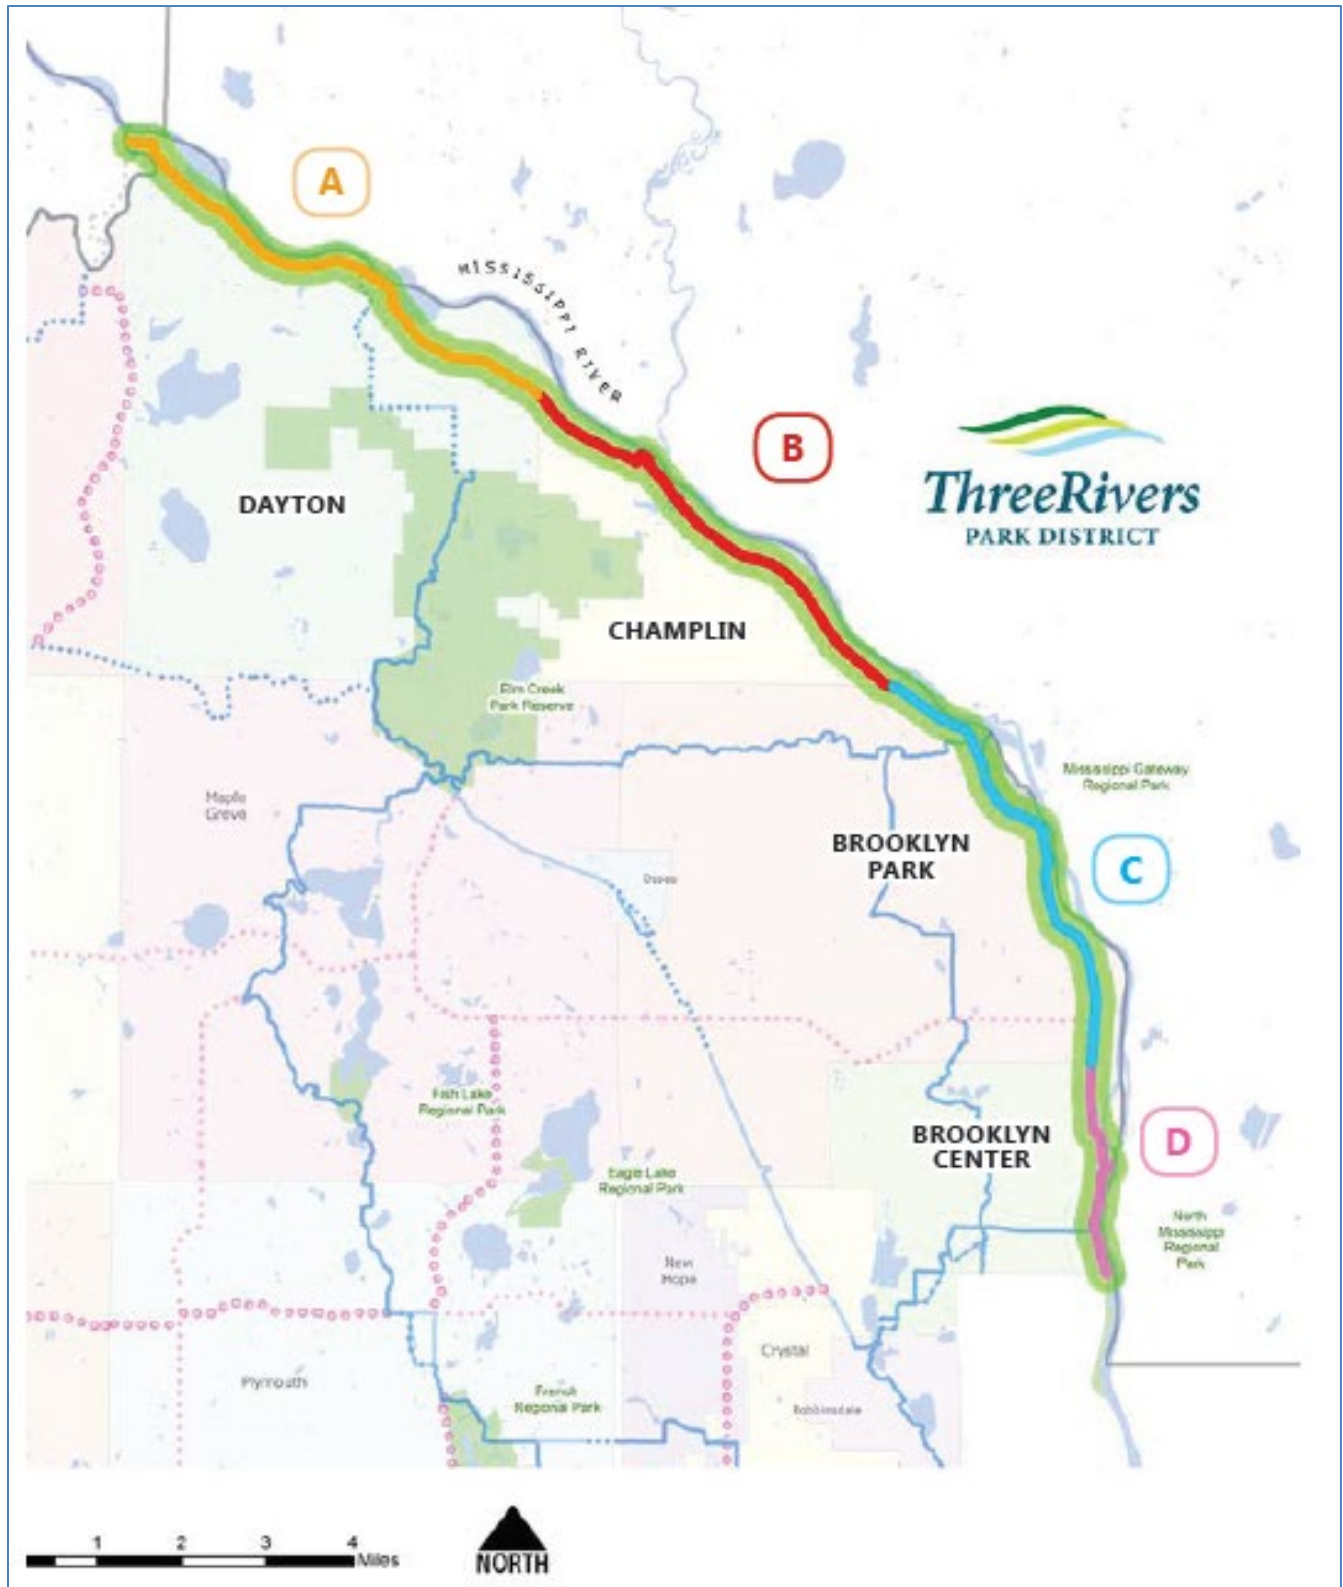 A
MISSISSIPPI RIVER
B
ThreeRivers
PARK DISTRICT
DAYTON
CHAMPLIN
Elm Creek
Park Reserve
Mississippi Gateway
Regional Park
Maple
Grove
BROOKLYN
PARK
C
Osseo
Fish Lake
Regional Park
BROOKLYN
CENTER
D
Eagle Lake
Regional Park
North
Mississippi
Regional
Park
New
Hope
Crystal
Plymouth
French
Regional Park
Robbinsdale
1 2 3 4
Miles
NORTH